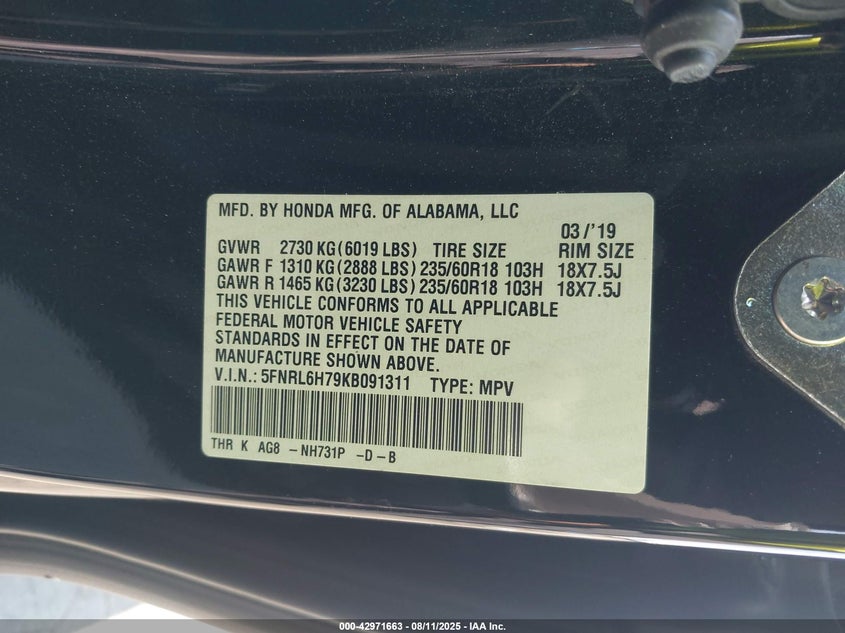 MFD. BY HONDA MFG. OF ALABAMA, LLC
03/'19
GVWR 2730 KG(6019 LBS) TIRE SIZE RIM SIZE
GAWR F 1310 KG(2888 LBS) 235/60R18 103H 18X7.5J
GAWR R 1465 KG(3230 LBS) 235/60R18 103H 18X7.5J
THIS VEHICLE CONFORMS TO ALL APPLICABLE
FEDERAL MOTOR VEHICLE SAFETY
STANDARDS IN EFFECT ON THE DATE OF
MANUFACTURE SHOWN ABOVE.
V.I.N.: 5FNRL6H79KB091311 TYPE: MPV
THR K AG8 -NH731P -D-B
000-42971663 - 08/11/2025 - IAA Inc.